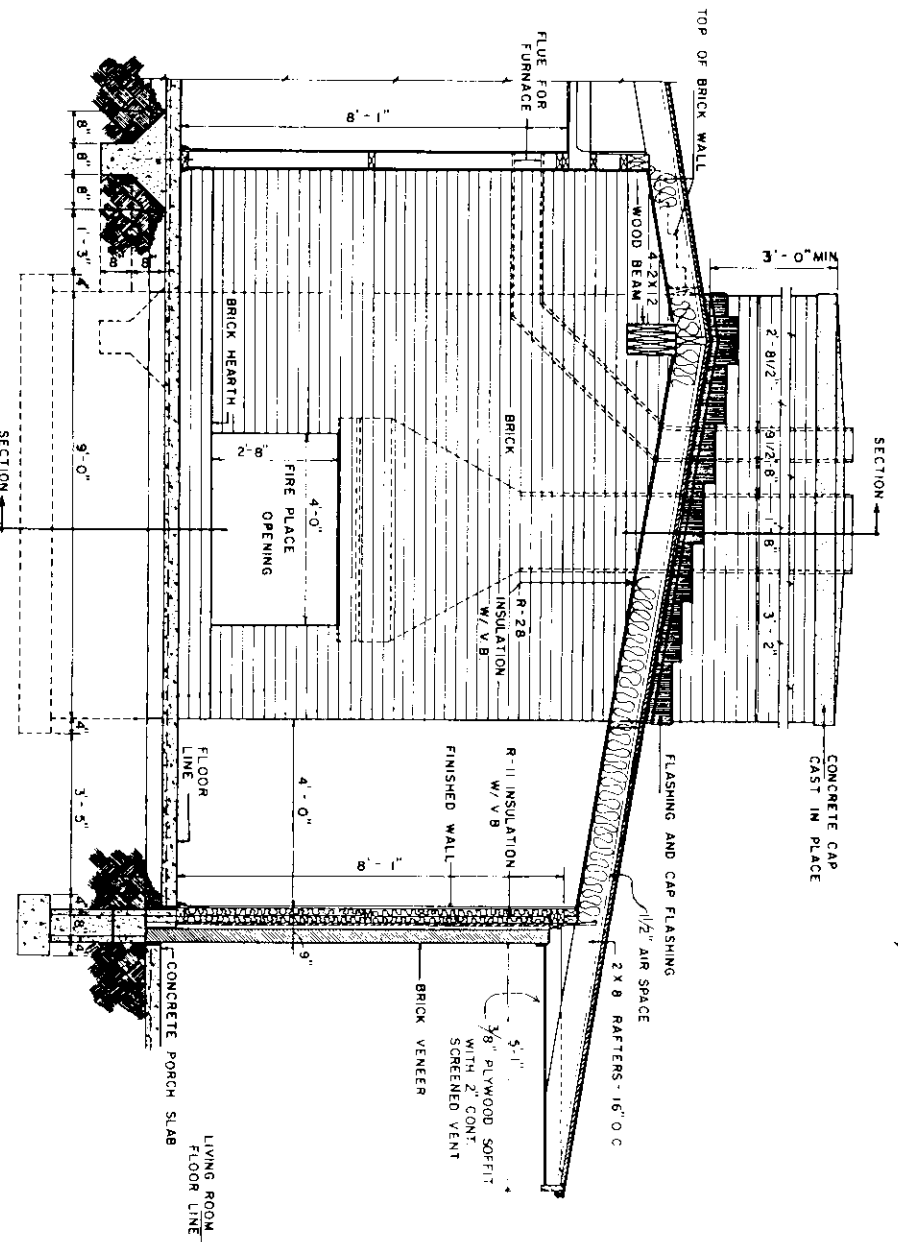 TOP OF BRICK WALL
FLUE FOR
FURNACE
8'-1"
3'-0" MIN
4-2X12
WOOD BEAM
2'-8 1/2"
9 1/2"
8"
1'-8"
3'-2"
SECTION
CONCRETE CAP
CAST IN PLACE
BRICK
BRICK HEARTH
2'-8"
4'-0"
FIRE PLACE
OPENING
R-28
INSULATION
W/ V B
FLASHING AND CAP FLASHING
1/2" AIR SPACE
2 X 8 RAFTERS - 16" O C
R-11 INSULATION
W/ V B
FINISHED WALL
4'-0"
8'-1"
FLOOR
LINE
9"
BRICK VENEER
5'-1"
3/8" PLYWOOD SOFFIT
WITH 2" CONT.
SCREENED VENT
CONCRETE PORCH SLAB
LIVING ROOM
FLOOR LINE
8"
8"
8"
1'-3"
4"
8"
8"
9'-0"
4"
3'-5"
4"
8"
4"
SECTION